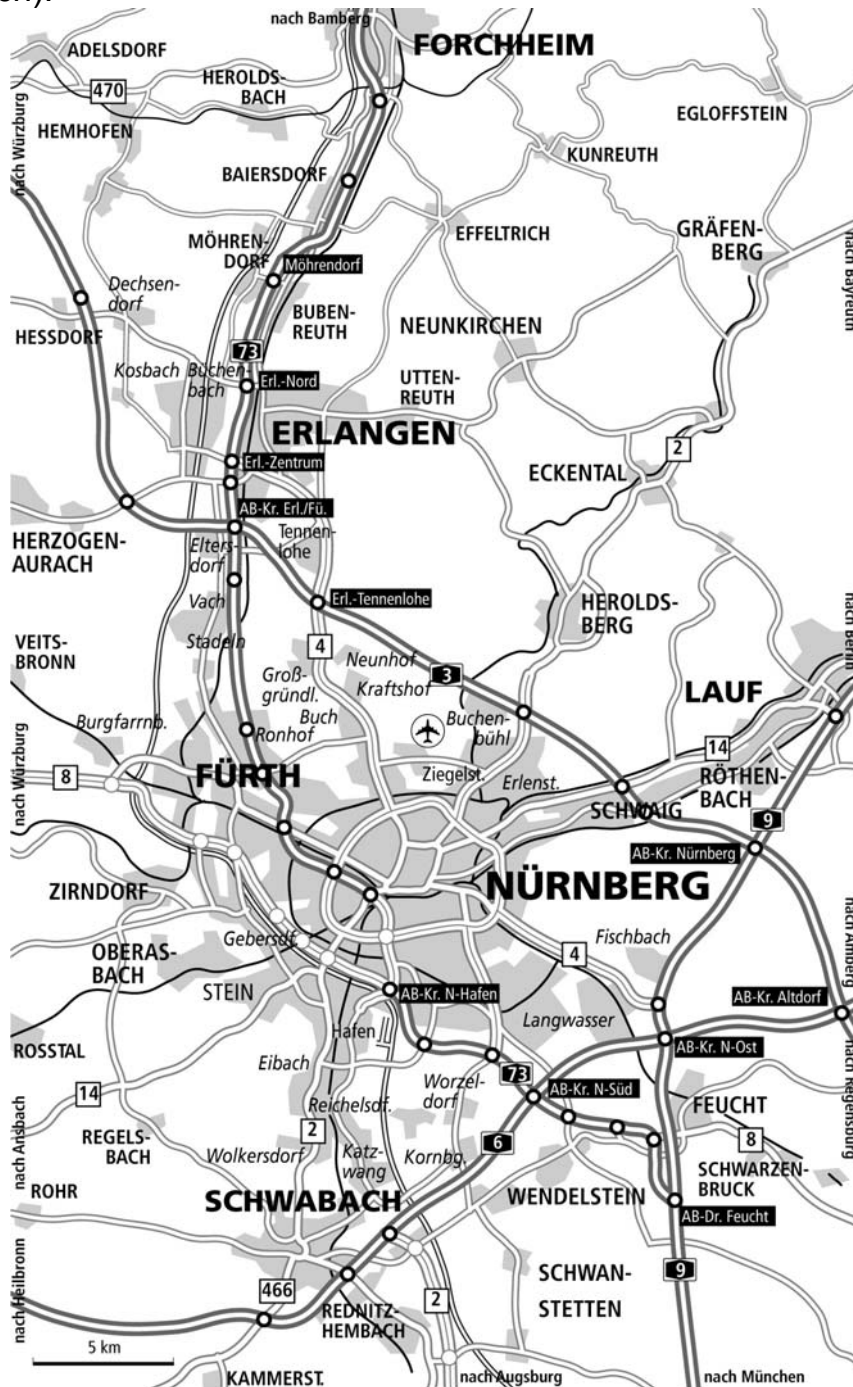 nach Bamberg
FORCHHEIM
ADELSDORF
HEROLDS-
BACH
470
HEMHOFEN
EGLOFFSTEIN
KUNREUTH
nach Würzburg
BAIERSDORF
EFFELTRICH
GRÄFEN-
BERG
nach Bayreuth
MÖHREN-
DORF
Möhrendorf
Dechsen-
dorf
BUBEN-
REUTH
HESSDORF
NEUNKIRCHEN
73
Kosbach
Büchen-
bach
Erl.-Nord
UTTEN-
REUTH
ERLANGEN
2
Erl.-Zentrum
ECKENTAL
AB-Kr. Erl./Fü.
HERZOGEN-
AURACH
Elters-
dorf
Tennen-
lohe
Vach
Erl.-Tennenlohe
HEROLDS-
BERG
nach Berlin
VEITS-
BRONN
Stadeln
4
Neunhof
Groß-
gründl.
Kraftshof
3
LAUF
Burgfarrnb.
Buch
Ronhof
Buchen-
bühl
14
nach Würzburg
8
FÜRTH
Ziegelst.
Erlenst.
RÖTHEN-
BACH
SCHWAIG
9
AB-Kr. Nürnberg
ZIRNDORF
NÜRNBERG
nach Amberg
OBERAS-
BACH
Gebersdf.
Fischbach
4
STEIN
AB-Kr. N-Hafen
AB-Kr. Altdorf
Langwasser
Hafen
AB-Kr. N-Ost
ROSSTAL
Eibach
nach Regensburg
73
Worzel-
dorf
AB-Kr. N-Süd
14
Reichelsdf.
FEUCHT
nach Ansbach
2
6
8
REGELS-
BACH
Wolkersdorf
Katz-
wang
Kornbg.
SCHWARZEN-
BRUCK
ROHR
SCHWABACH
WENDELSTEIN
AB-Dr. Feucht
nach Heilbronn
9
SCHWAN-
STETTEN
466
2
REDNITZ-
HEMBACH
5 km
KAMMERST.
nach Augsburg
nach München